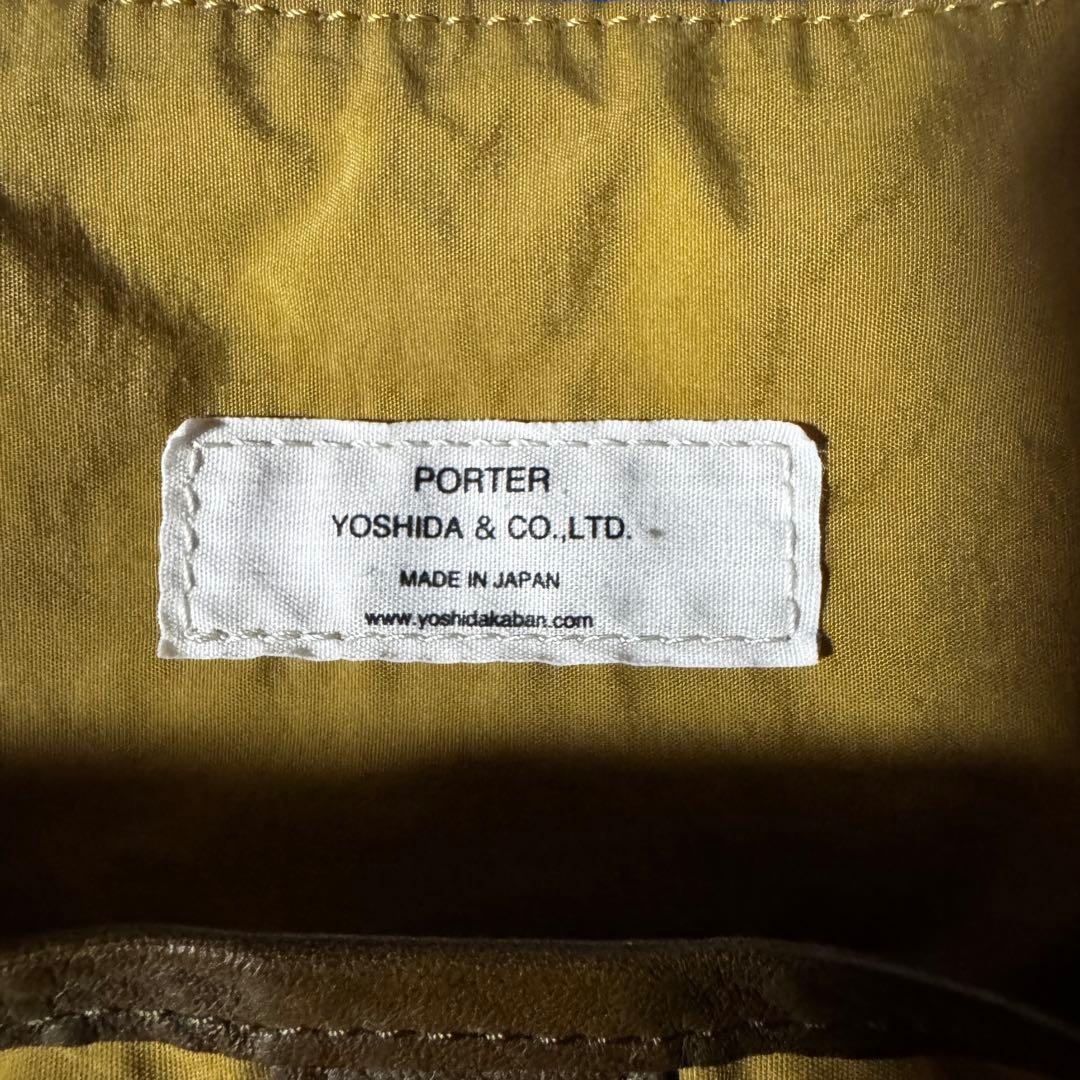 PORTER
YOSHIDA & CO.,LTD.
MADE IN JAPAN
www.yoshidakaban.com